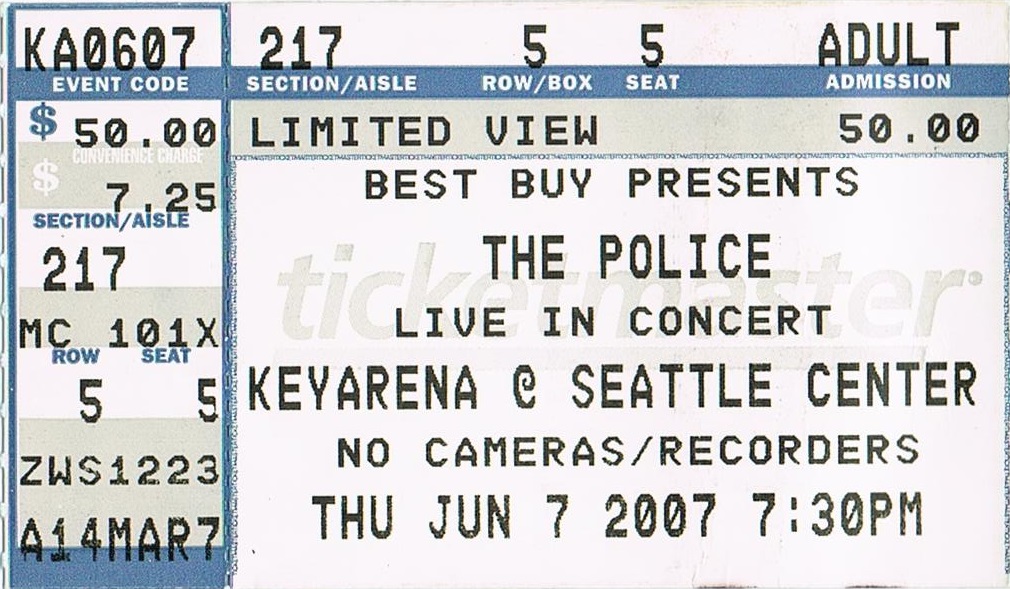 KA0607
EVENT CODE
$ 50.00
CONVENIENCE CHARGE
$ 7.25
SECTION/AISLE
217
MC 101X
ROW SEAT
5 5
ZWS1223
A14MAR7
217 5 5 ADULT
SECTION/AISLE ROW/BOX SEAT ADMISSION
LIMITED VIEW 50.00
BEST BUY PRESENTS
THE POLICE
ticketmaster
LIVE IN CONCERT
KEYARENA @ SEATTLE CENTER
NO CAMERAS/RECORDERS
THU JUN 7 2007 7:30PM